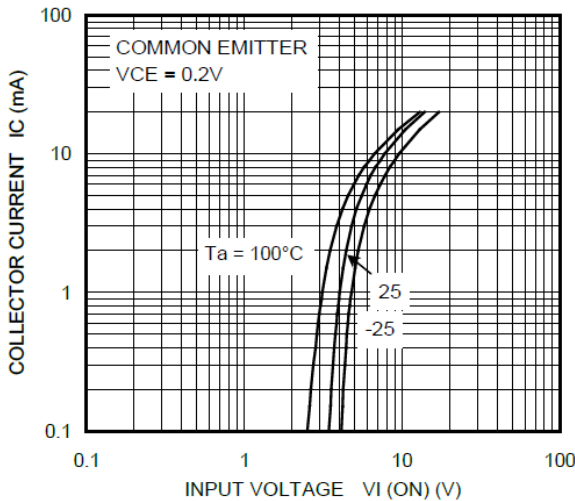 100
COMMON EMITTER
VCE = 0.2V
10
Ta = 100°C
1
25
-25
0.1
0.1
1
10
100
COLLECTOR CURRENT IC (mA)
INPUT VOLTAGE VI (ON) (V)